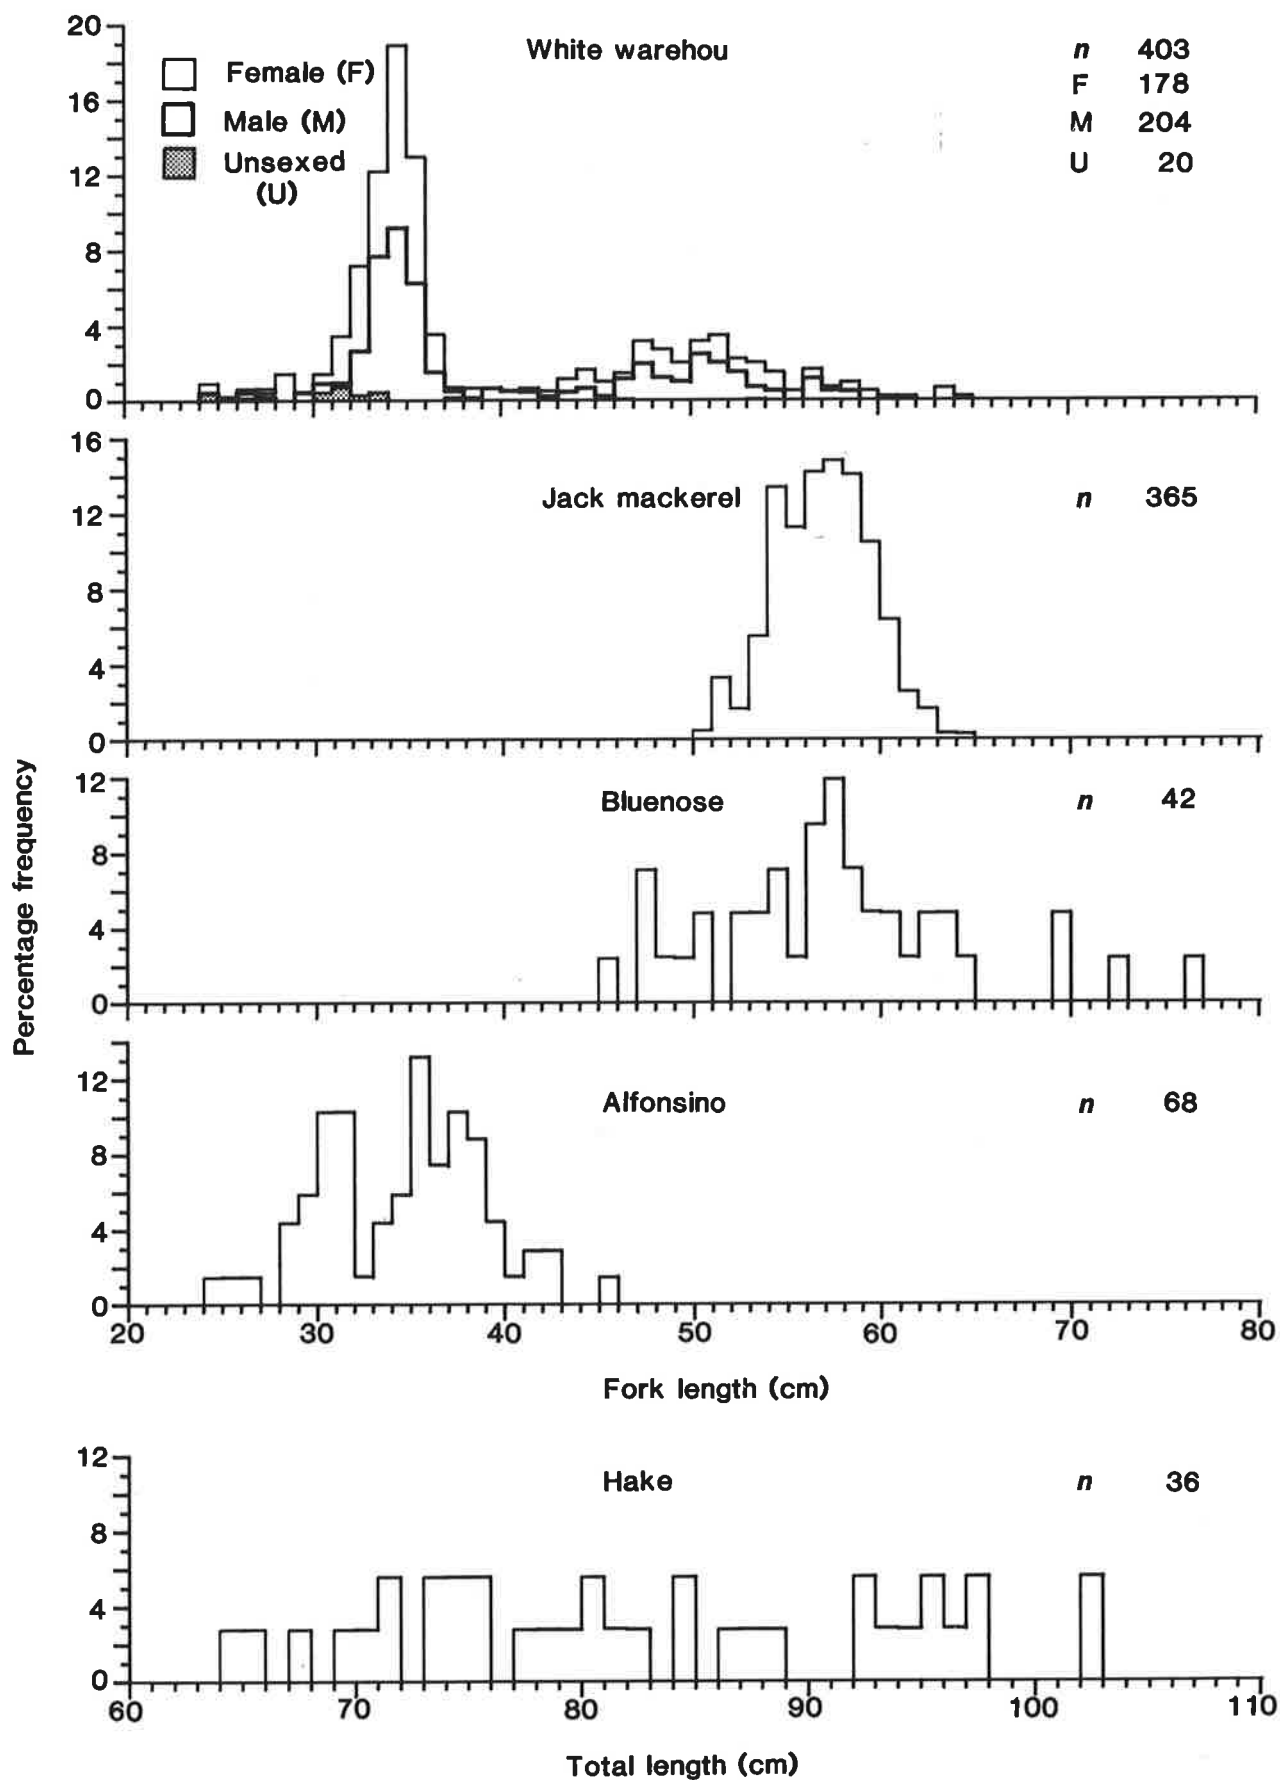 20
16
12
8
4
0
Female (F)
Male (M)
Unsexed
(U)
White warehou
n 403
F 178
M 204
U 20
16
12
8
4
0
Jack mackerel
n 365
12
8
4
0
Bluenose
n 42
12
8
4
0
Alfonsino
n 68
20 30 40 50 60 70 80
Fork length (cm)
Percentage frequency
12
8
4
0
Hake
n 36
60 70 80 90 100 110
Total length (cm)